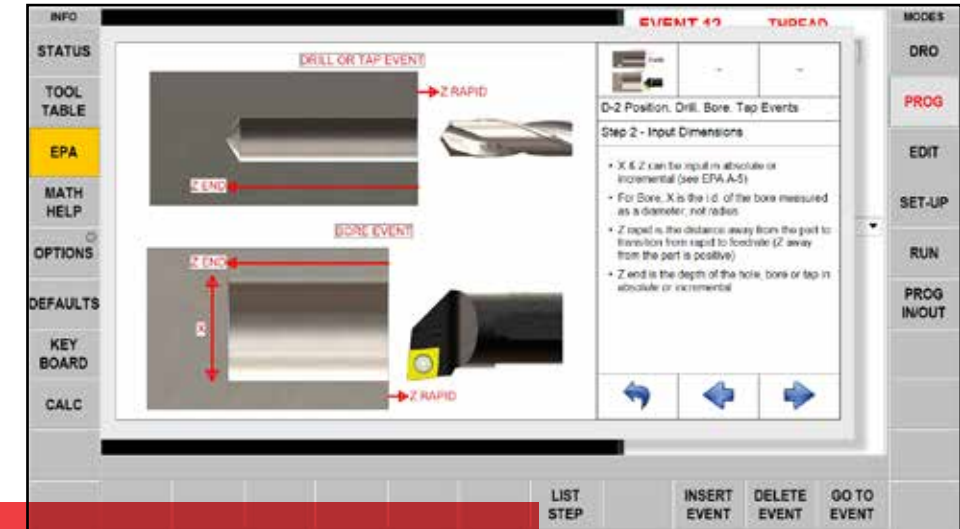 INFO
STATUS
TOOL
TABLE
EPA
MATH
HELP
OPTIONS
DEFAULTS
KEY
BOARD
CALC
EVENT 12 THREAD
DRILL OR TAP EVENT
Z RAPID
Z END
BORE EVENT
Z END
X
Z RAPID
D-2 Position, Drill, Bore, Tap Events
Step 2 - Input Dimensions
• X & Z can be input in absolute or
incremental (see EPA A-5)
• For Bore, X is the i.d. of the bore measured
as a diameter, not radius
• Z rapid is the distance away from the part to
transition from rapid to feedrate (Z away
from the part is positive)
• Z end is the depth of the hole, bore or tap in
absolute or incremental
MODES
DRO
PROG
EDIT
SET-UP
RUN
PROG
IN/OUT
LIST
STEP
INSERT
EVENT
DELETE
EVENT
GO TO
EVENT